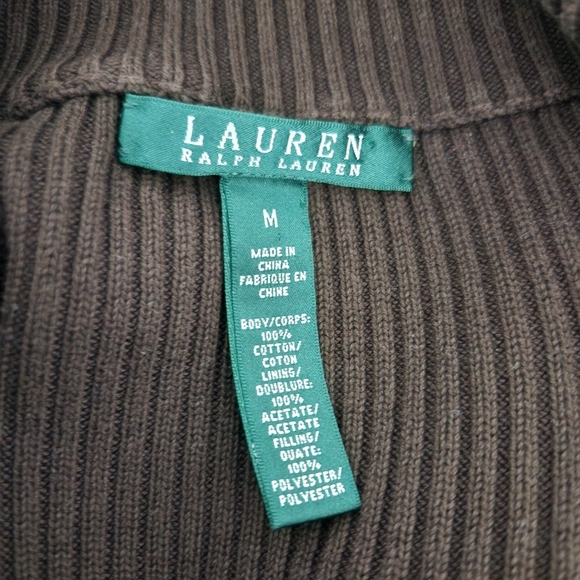 LAUREN
RALPH LAUREN
M
MADE IN
CHINA
FABRIQUE EN
CHINE
BODY/CORPS:
100%
COTTON/
COTON
LINING/
DOUBLURE:
100%
ACETATE/
ACETATE
FILLING/
OUATE:
100%
POLYESTER/
POLYESTER